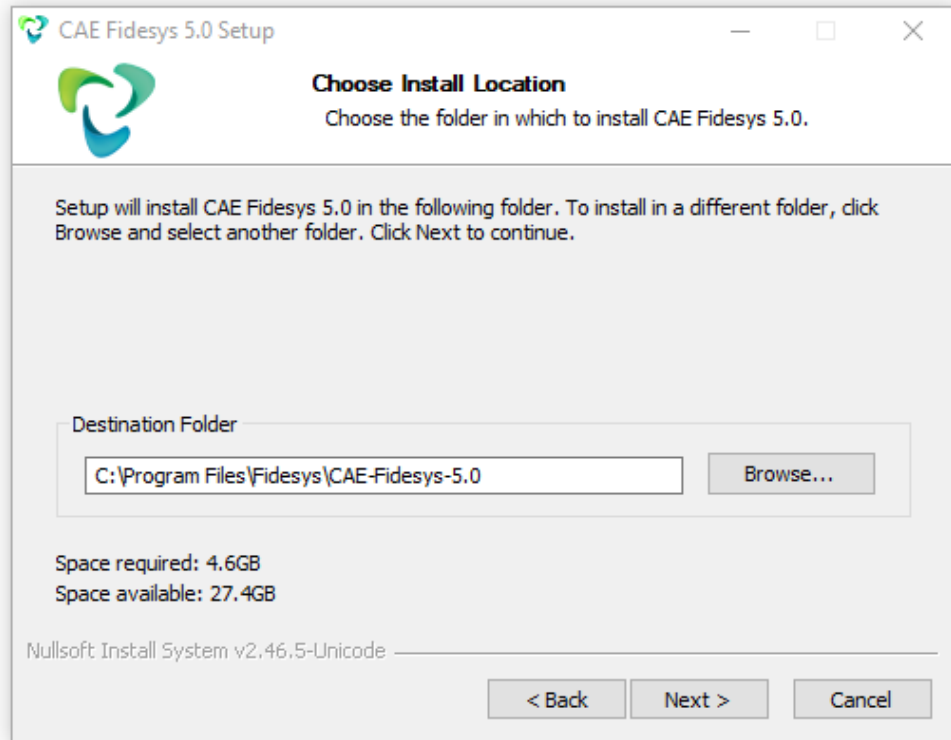 CAE Fidesys 5.0 Setup
Choose Install Location
Choose the folder in which to install CAE Fidesys 5.0.
Setup will install CAE Fidesys 5.0 in the following folder. To install in a different folder, click
Browse and select another folder. Click Next to continue.
Destination Folder
C:\Program Files\Fidesys\CAE-Fidesys-5.0
Browse...
Space required: 4.6GB
Space available: 27.4GB
Nullsoft Install System v2.46.5-Unicode
< Back
Next >
Cancel